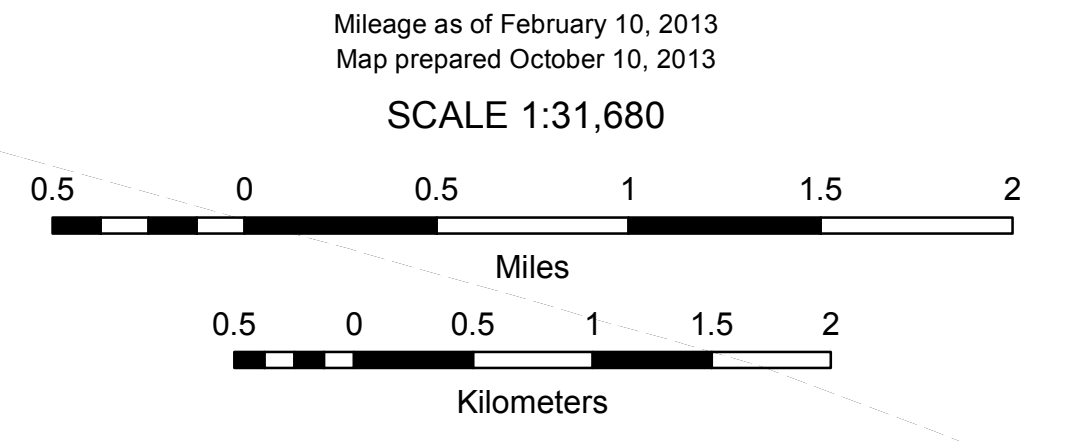 Mileage as of February 10, 2013
Map prepared October 10, 2013
SCALE 1:31,680
0.5 0 0.5 1 1.5 2
Miles
0.5 0 0.5 1 1.5 2
Kilometers